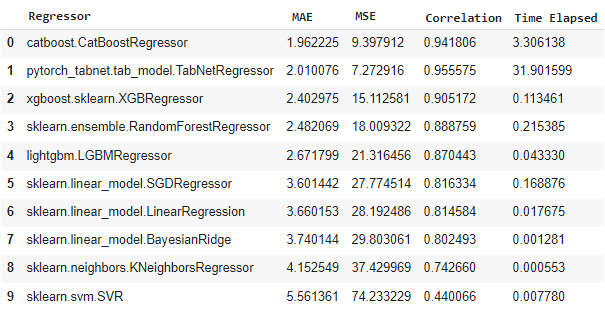 Regressor MAE MSE Correlation Time Elapsed
0 catboost.CatBoostRegressor 1.962225 9.397912 0.941806 3.306138
1 pytorch_tabnet.tab_model.TabNetRegressor 2.010076 7.272916 0.955575 31.901599
2 xgboost.sklearn.XGBRegressor 2.402975 15.112581 0.905172 0.113461
3 sklearn.ensemble.RandomForestRegressor 2.482069 18.009322 0.888759 0.215385
4 lightgbm.LGBMRegressor 2.671799 21.316456 0.870443 0.043330
5 sklearn.linear_model.SGDRegressor 3.601442 27.774514 0.816334 0.168876
6 sklearn.linear_model.LinearRegression 3.660153 28.192486 0.814584 0.017675
7 sklearn.linear_model.BayesianRidge 3.740144 29.803061 0.802493 0.001281
8 sklearn.neighbors.KNeighborsRegressor 4.152549 37.429969 0.742660 0.000553
9 sklearn.svm.SVR 5.561361 74.233229 0.440066 0.007780